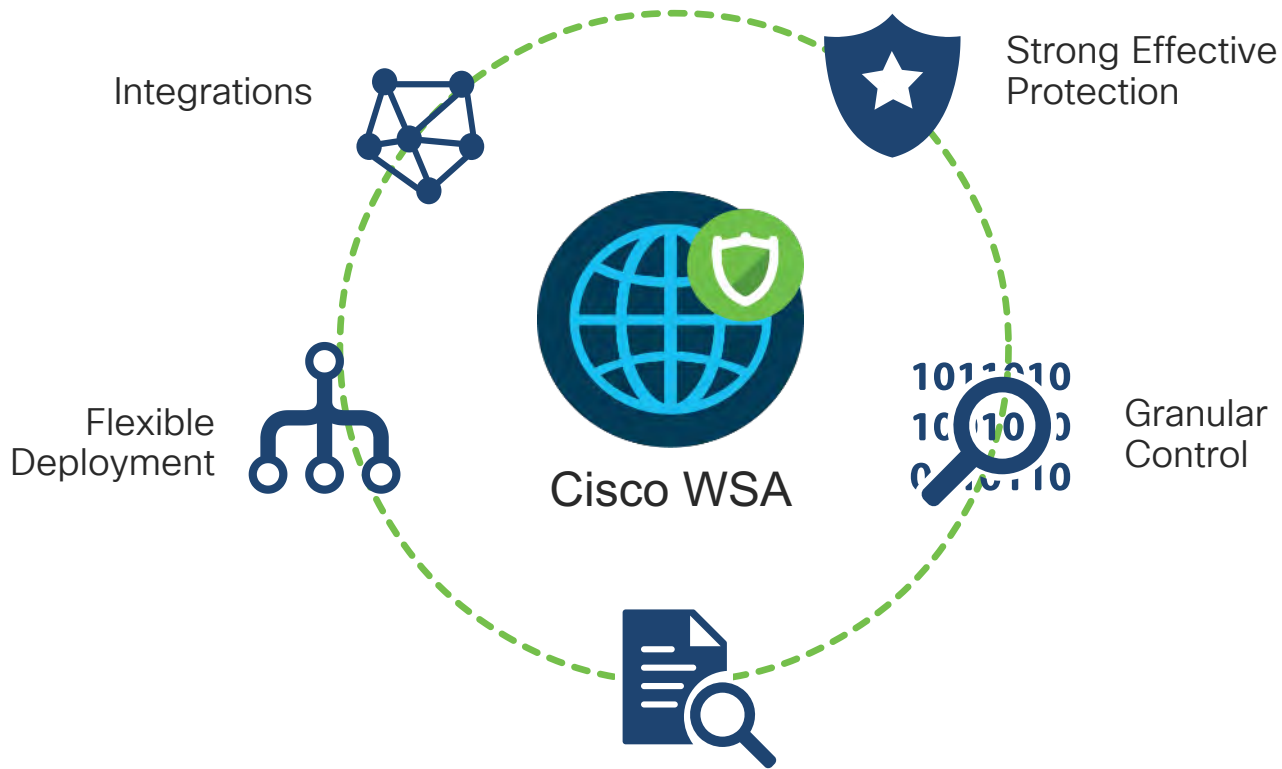 Integrations
Strong Effective
Protection
Flexible
Deployment
Granular
Control
Cisco WSA